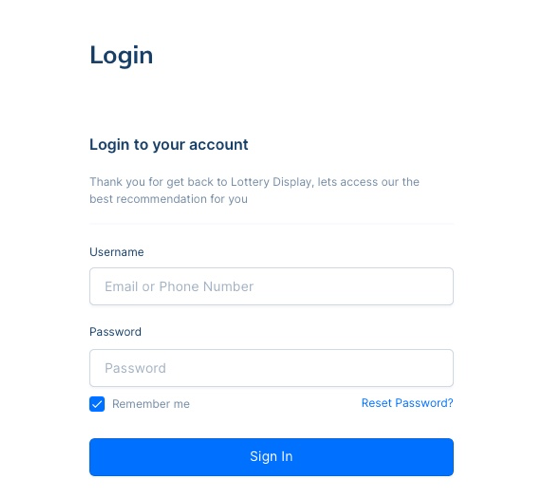 Login
Login to your account
Thank you for get back to Lottery Display, lets access our the
best recommendation for you
Username
Email or Phone Number
Password
Password
Remember me
Reset Password?
Sign In